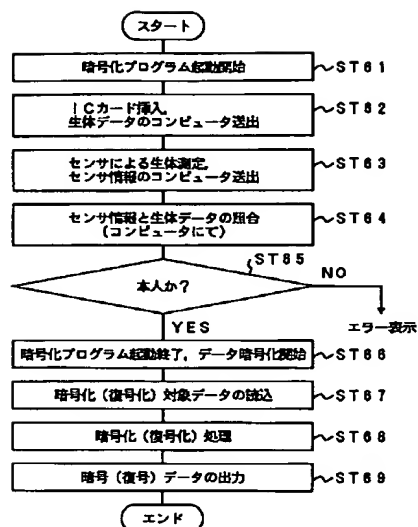 スタート
暗号化プログラム起動開始
ST61
ICカード挿入,
生体データのコンピュータ送出
ST62
センサによる生体測定,
センサ情報のコンピュータ送出
ST63
センサ情報と生体データの照合
(コンピュータにて)
ST64
ST65
本人か?
NO
エラー表示
YES
暗号化プログラム起動終了, データ暗号化開始
ST66
暗号化(復号化)対象データの読込
ST67
暗号化(復号化)処理
ST68
暗号(復号)データの出力
ST69
エンド